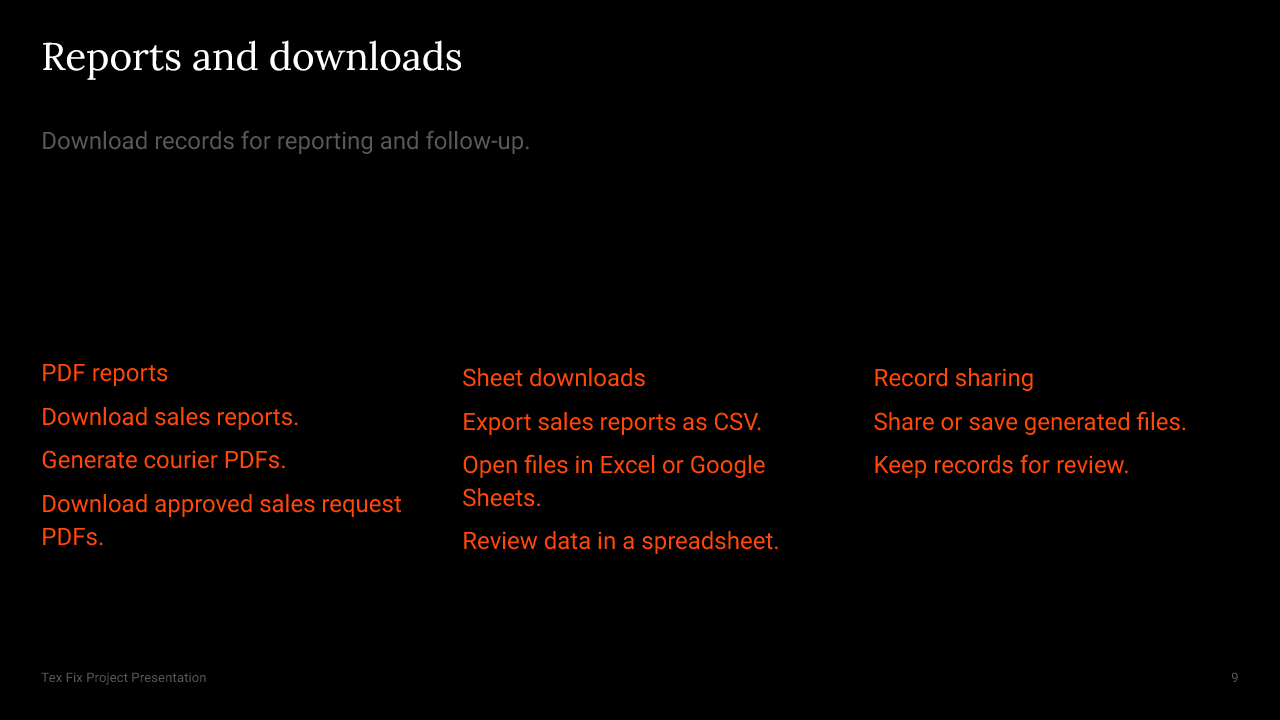 Reports and downloads
Download records for reporting and follow-up.
PDF reports
Download sales reports.
Generate courier PDFs.
Download approved sales request
PDFs.
Sheet downloads
Export sales reports as CSV.
Open files in Excel or Google
Sheets.
Review data in a spreadsheet.
Record sharing
Share or save generated files.
Keep records for review.
Tex Fix Project Presentation
9